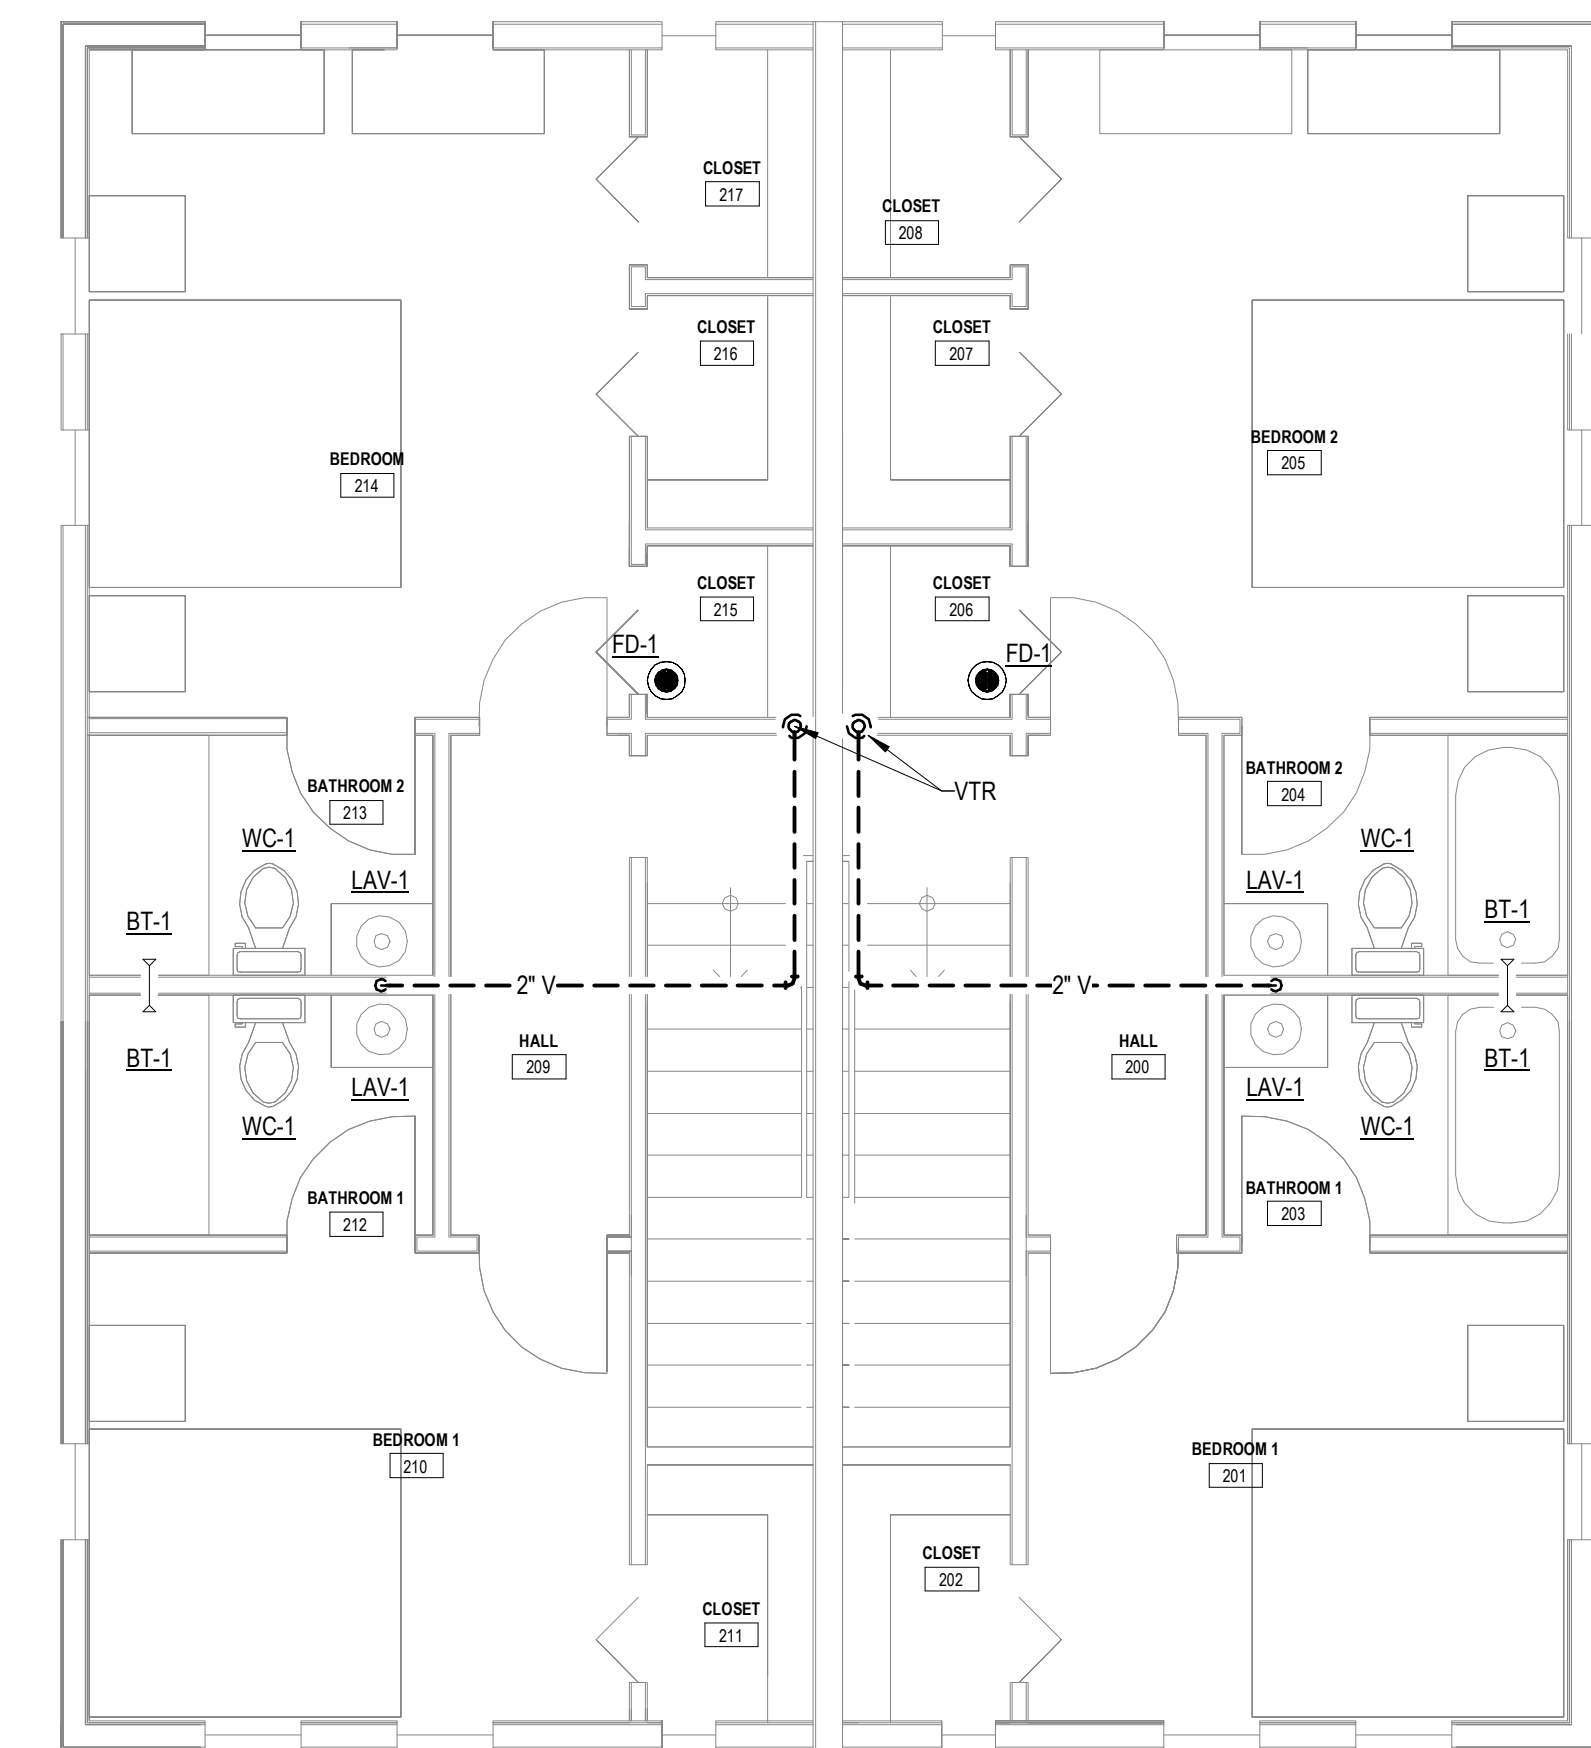 CLOSET
217
CLOSET
208
CLOSET
216
CLOSET
207
BEDROOM
214
BEDROOM 2
205
CLOSET
215
CLOSET
206
FD-1
FD-1
VTR
BATHROOM 2
213
BATHROOM 2
204
WC-1
WC-1
LAV-1
LAV-1
BT-1
BT-1
2" V
2" V
HALL
209
HALL
200
BT-1
BT-1
LAV-1
LAV-1
WC-1
WC-1
BATHROOM 1
212
BATHROOM 1
203
BEDROOM 1
210
BEDROOM 1
201
CLOSET
202
CLOSET
211